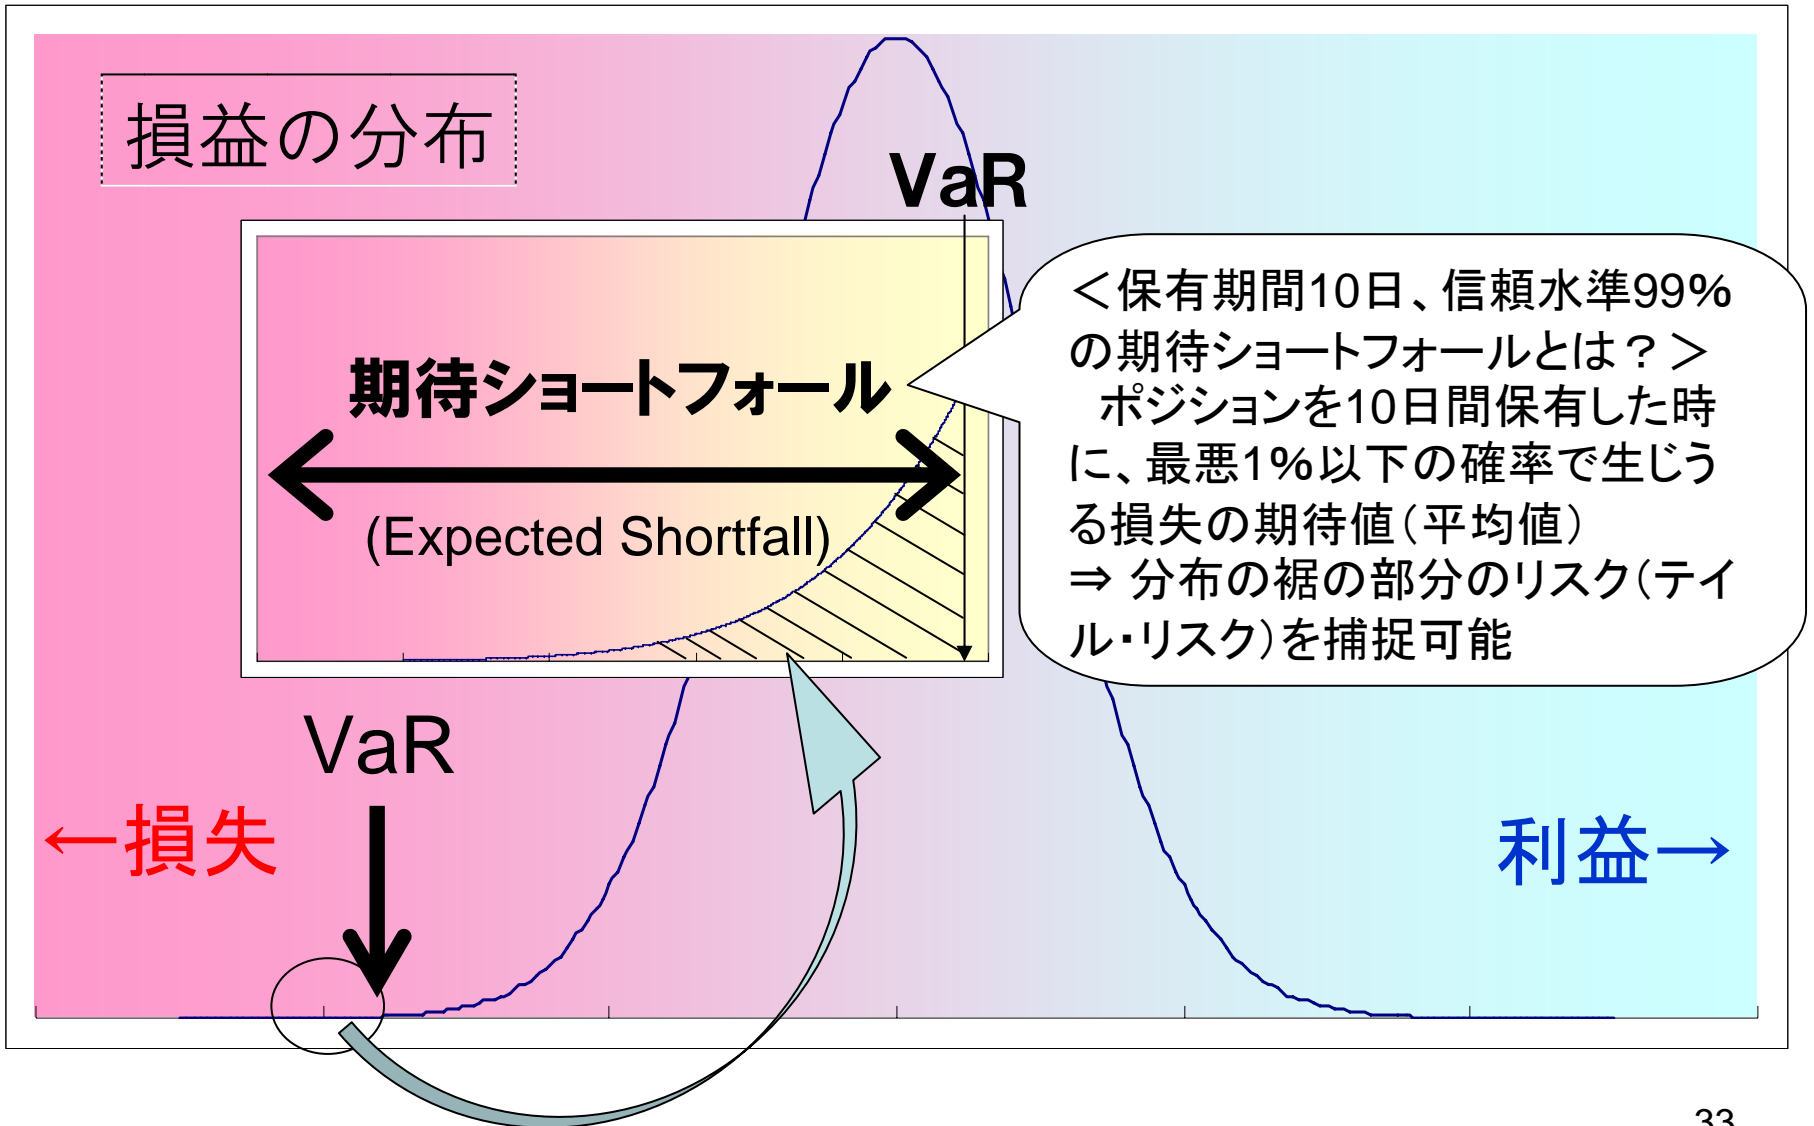 損益の分布
VaR
期待ショートフォール
(Expected Shortfall)
＜保有期間10日、信頼水準99%
の期待ショートフォールとは？＞
　ポジションを10日間保有した時
に、最悪1%以下の確率で生じう
る損失の期待値（平均値）
⇒ 分布の裾の部分のリスク（テイ
ル・リスク）を捕捉可能
VaR
←損失
利益→
33